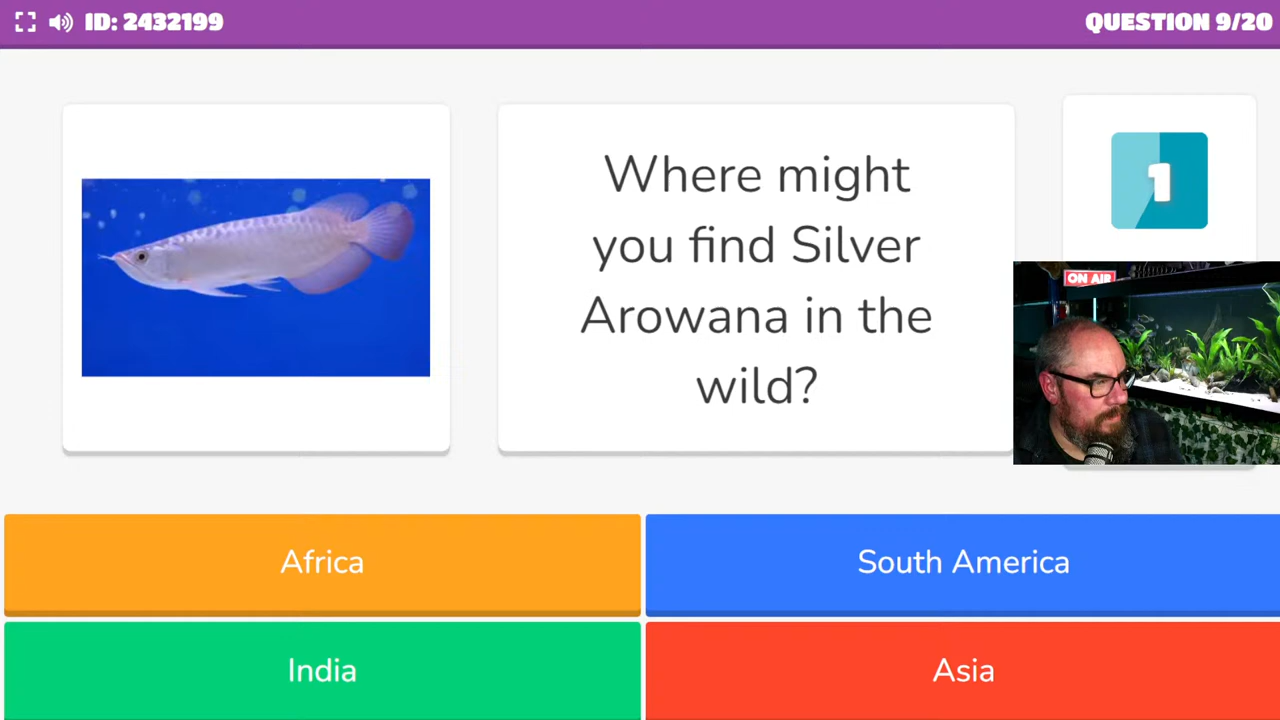 ID: 2432199
QUESTION 9/20
Where might
you find Silver
Arowana in the
wild?
1
ON AIR
Africa
South America
India
Asia